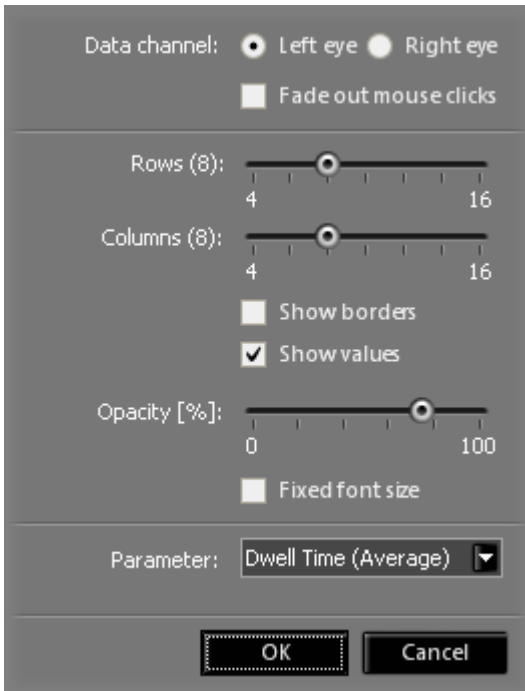 Data channel: Left eye Right eye
Fade out mouse clicks
Rows (8):
4 16
Columns (8):
4 16
Show borders
Show values
Opacity [%]:
0 100
Fixed font size
Parameter: Dwell Time (Average)
OK Cancel